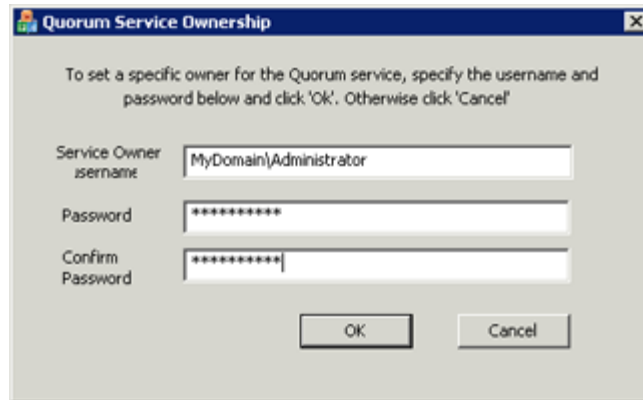 Quorum Service Ownership
To set a specific owner for the Quorum service, specify the username and
password below and click 'Ok'. Otherwise click 'Cancel'
Service Owner
username
MyDomain\Administrator
Password
**********
Confirm
Password
**********
OK
Cancel